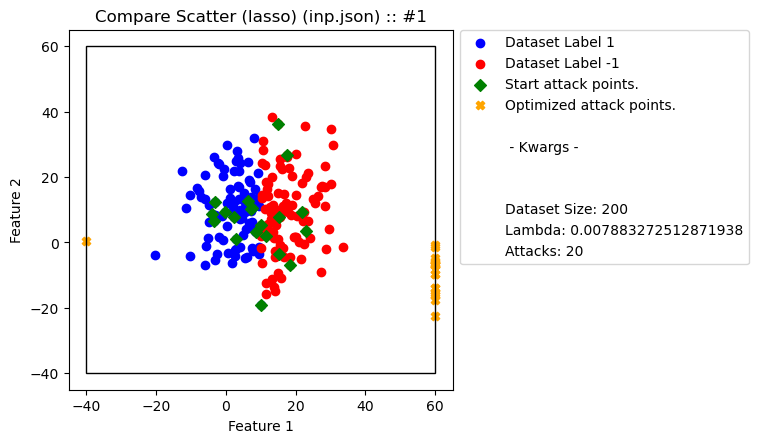 Compare Scatter (lasso) (inp.json) :: #1
60
40
20
0
−20
−40
Feature 2
−40
−20
0
20
40
60
Feature 1
Dataset Label 1
Dataset Label -1
Start attack points.
Optimized attack points.
- Kwargs -
Dataset Size: 200
Lambda: 0.007883272512871938
Attacks: 20